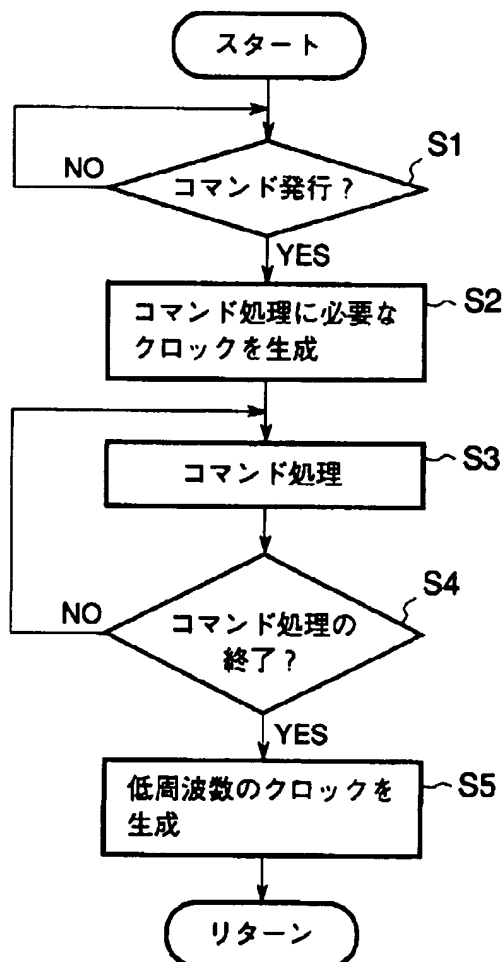 スタート
S1
NO
コマンド発行？
YES
S2
コマンド処理に必要な
クロックを生成
S3
コマンド処理
S4
NO
コマンド処理の
終了？
YES
S5
低周波数のクロックを
生成
リターン